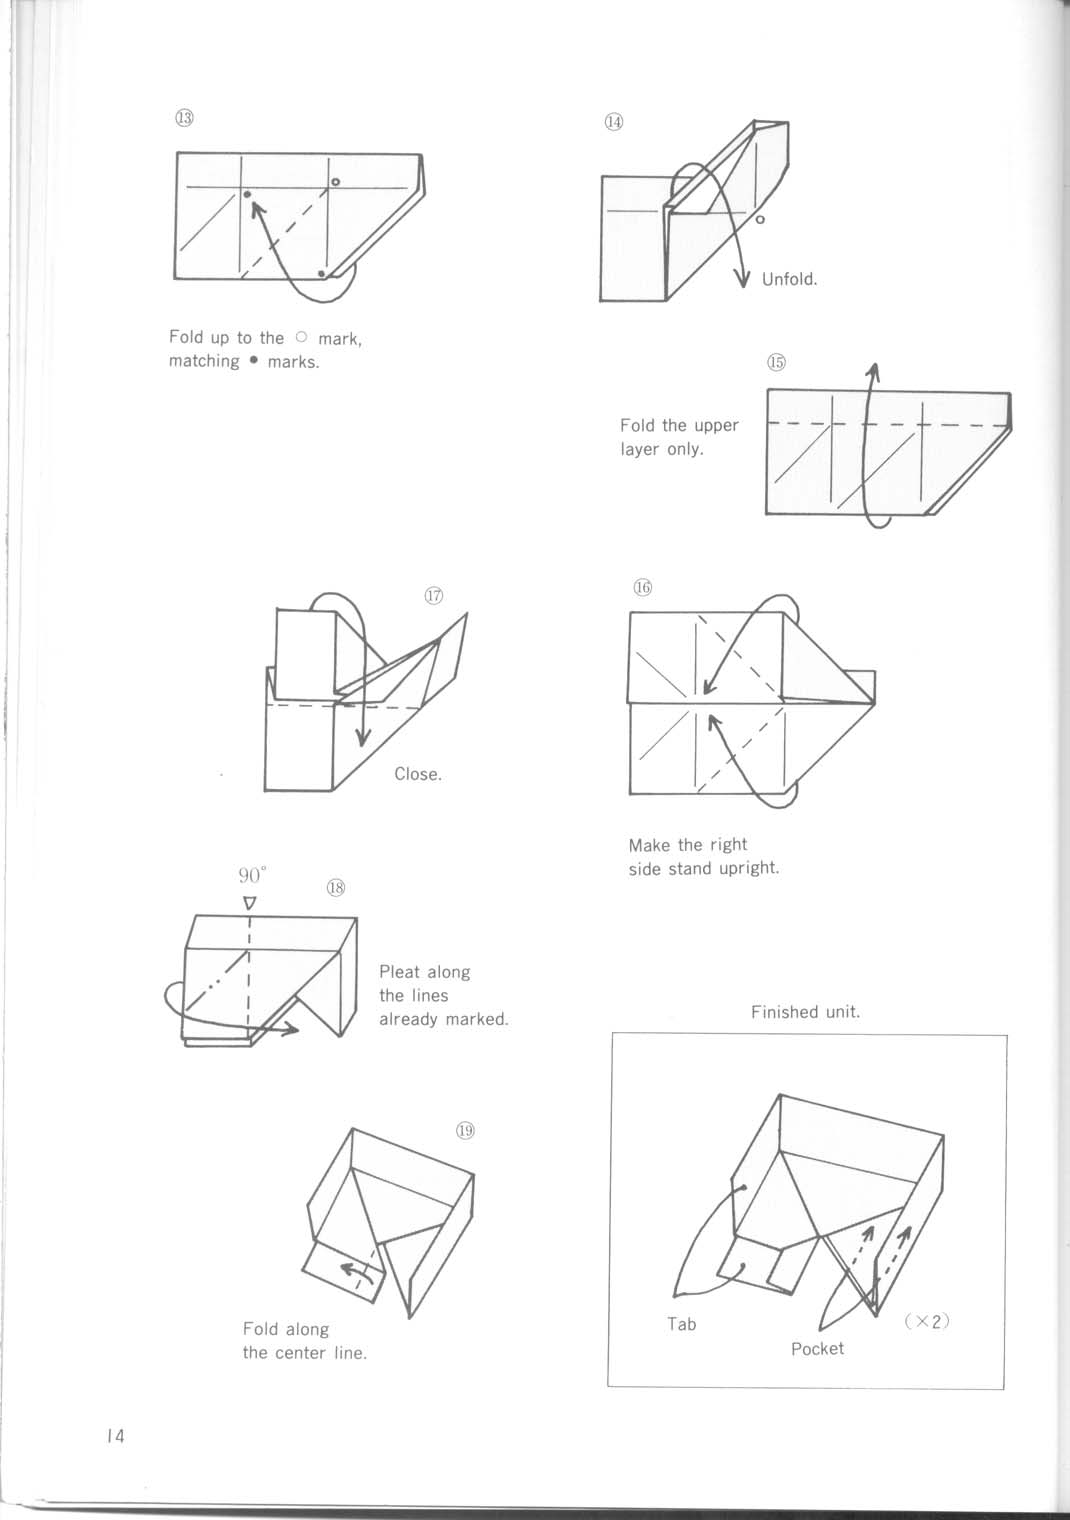 ⑬
Fold up to the ○ mark,
matching • marks.
⑭
Unfold.
⑮
Fold the upper
layer only.
⑯
Make the right
side stand upright.
⑰
Close.
⑱
90°
Pleat along
the lines
already marked.
⑲
Fold along
the center line.
Finished unit.
Tab
Pocket
(×2)
14